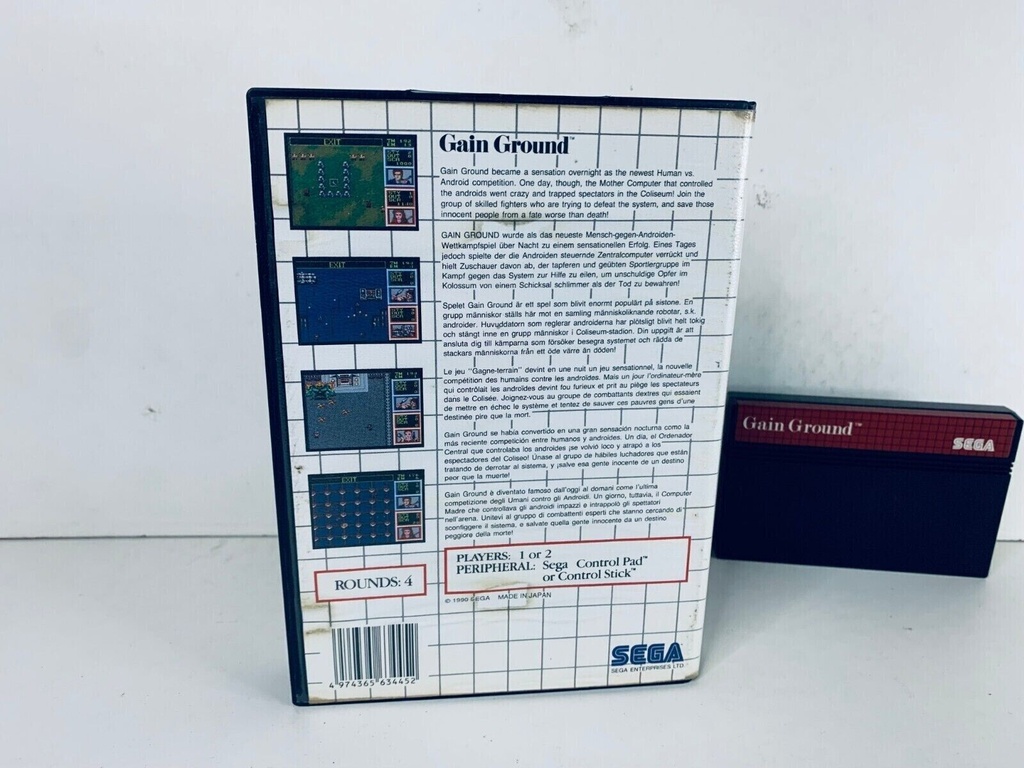 EXIT
EXIT
EXIT
EXIT
ROUNDS: 4
4 974365 634452
Gain Ground™
Gain Ground became a sensation overnight as the newest Human vs.
Android competition. One day, though, the Mother Computer that controlled
the androids went crazy and trapped spectators in the Coliseum! Join the
group of skilled fighters who are trying to defeat the system, and save those
innocent people from a fate worse than death!
GAIN GROUND wurde als das neueste Mensch-gegen-Androiden-
Wettkampfspiel über Nacht zu einem sensationellen Erfolg. Eines Tages
jedoch spielte der die Androiden steuernde Zentralcomputer verrückt und
hielt Zuschauer davon ab, der tapferen und geübten Sportlergruppe im
Kampf gegen das System zur Hilfe zu eilen, um unschuldige Opfer im
Kolossum von einem Schicksal schlimmer als der Tod zu bewahren!
Spelet Gain Ground är ett spel som blivit enormt populärt på sistone. En
grupp människor ställs här mot en samling människoliknande robotar, s.k.
androider. Huvuddatorn som reglerar androiderna har plötsligt blivit helt tokig
och stängt inne en grupp människor i Coliseum-stadion. Din uppgift är att
ansluta dig till kämparna som försöker besegra systemet och rädda de
stackars människorna från ett öde värre än döden!
Le jeu "Gagne-terrain" devint en une nuit un jeu sensationnel, la nouvelle
compétition des humains contre les androïdes. Mais un jour l'ordinateur-mère
qui contrôlait les androïdes devint fou furieux et prit au piège les spectateurs
dans le Colisée. Joignez-vous au groupe de combattants dextres qui essaient
de mettre en échec le système et tentez de sauver ces pauvres gens d'une
destinée pire que la mort.
Gain Ground se había convertido en una gran sensación nocturna como la
más reciente competición entre humanos y androides. Un día, el Ordenador
Central que controlaba los androides ¡se volvió loco y atrapó a los
espectadores del Coliseo! Únase al grupo de hábiles luchadores que están
tratando de derrotar al sistema, y ¡salve esa gente inocente de un destino
peor que la muerte!
Gain Ground è diventato famoso dall'oggi al domani come l'ultima
competizione degli Umani contro gli Androidi. Un giorno, tuttavia, il Computer
Madre che controllava gli androidi impazzì e intrappolò gli spettatori
nell'arena. Unitevi al gruppo di combattenti esperti che stanno cercando di
sconfiggere il sistema, e salvate quella gente innocente da un destino
peggiore della morte!
PLAYERS: 1 or 2
PERIPHERAL: Sega Control Pad™
or Control Stick™
© 1990 SEGA MADE IN JAPAN
SEGA
SEGA ENTERPRISES LTD.
Gain Ground™
SEGA